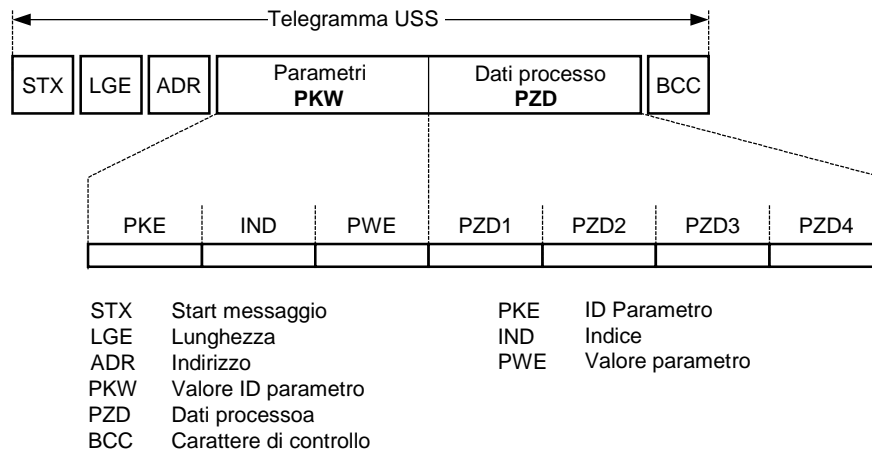 Telegramma USS
STX LGE ADR Parametri PKW Dati processo PZD BCC
PKE IND PWE PZD1 PZD2 PZD3 PZD4
STX Start messaggio
LGE Lunghezza
ADR Indirizzo
PKW Valore ID parametro
PZD Dati processoa
BCC Carattere di controllo
PKE ID Parametro
IND Indice
PWE Valore parametro